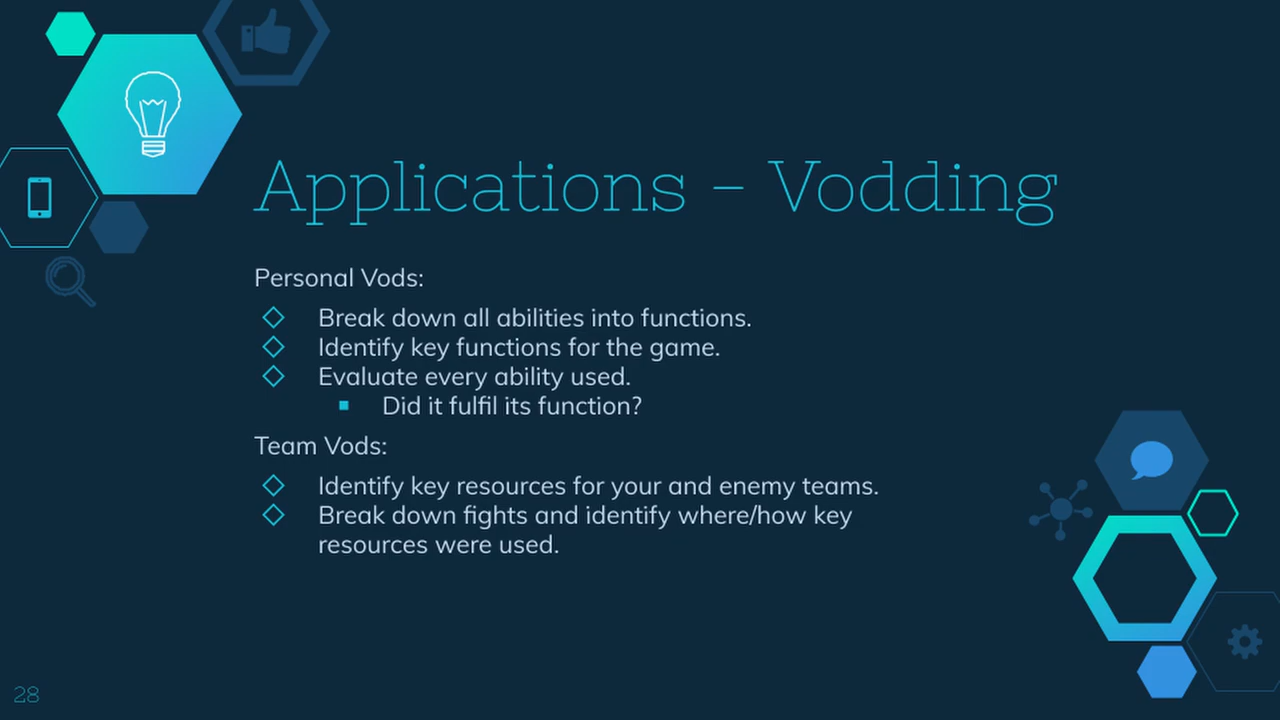 Applications – Vodding
Personal Vods:
Break down all abilities into functions.
Identify key functions for the game.
Evaluate every ability used.
Did it fulfil its function?
Team Vods:
Identify key resources for your and enemy teams.
Break down fights and identify where/how key
resources were used.
28